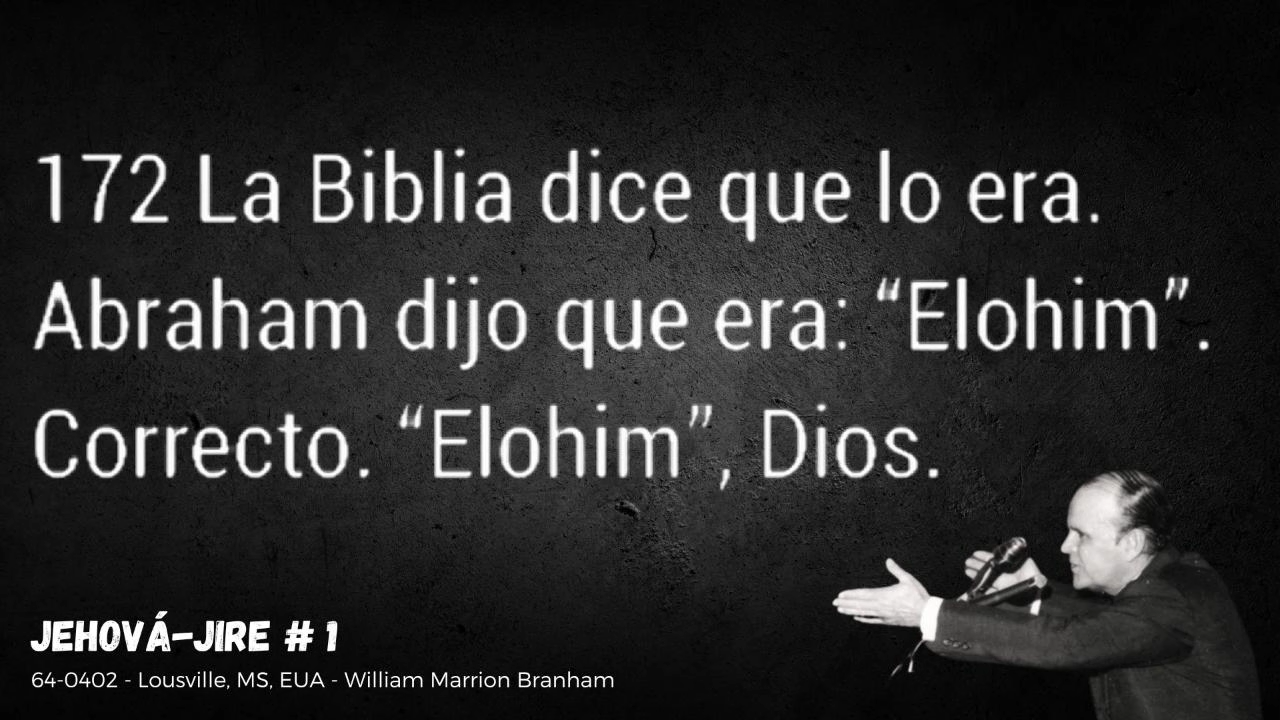 172 La Biblia dice que lo era.
Abraham dijo que era: “Elohim”.
Correcto. “Elohim”, Dios.
JEHOVÁ-JIRE # 1
64-0402 - Lousville, MS, EUA - William Marrion Branham